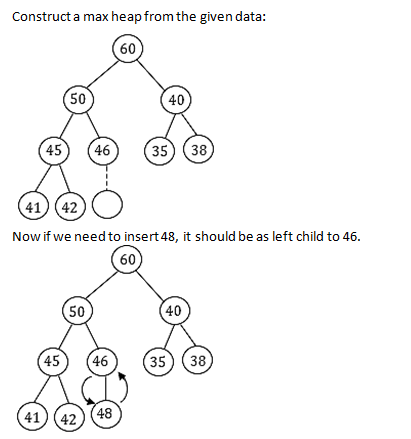 Construct a max heap from the given data:
60
50 40
45 46 35 38
41 42
Now if we need to insert 48, it should be as left child to 46.
60
50 40
45 46 35 38
41 42 48